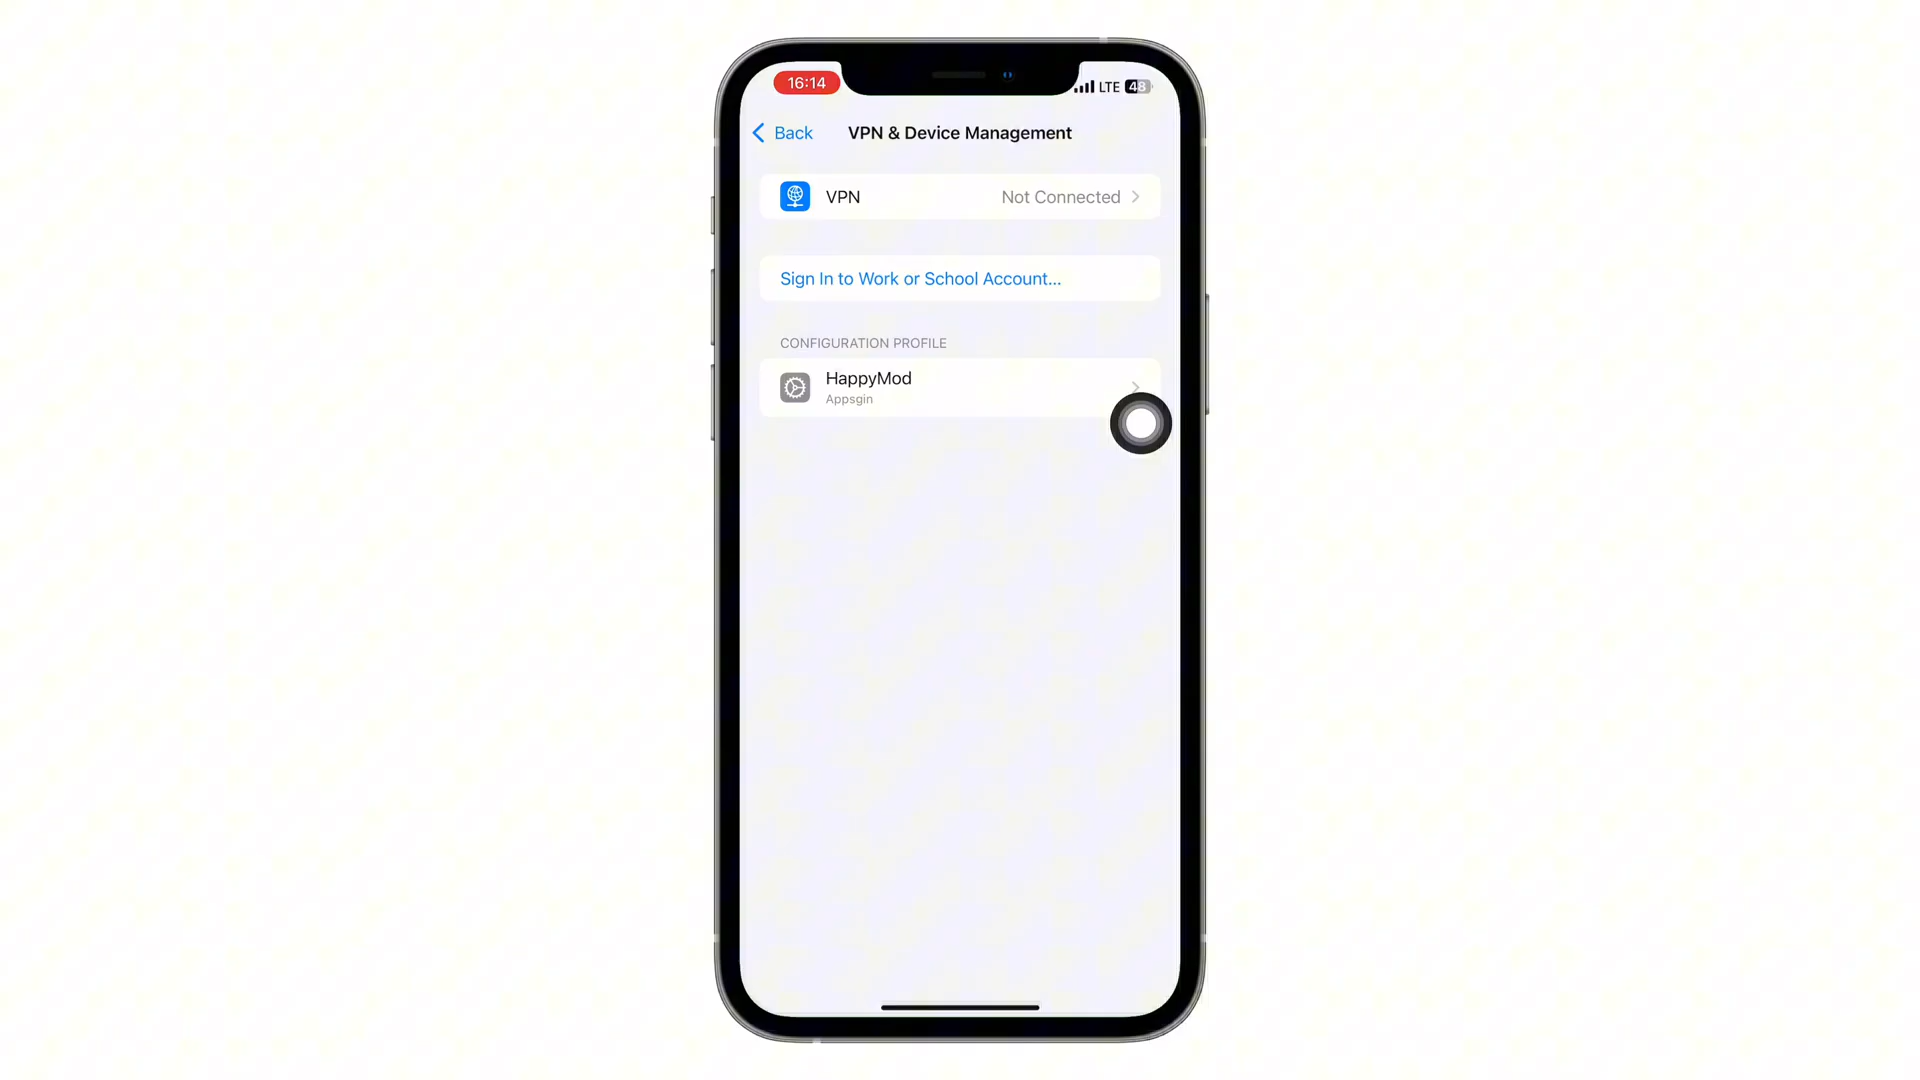 16:14
LTE 48
Back
VPN & Device Management
VPN
Not Connected
Sign In to Work or School Account...
CONFIGURATION PROFILE
HappyMod
Appsgin